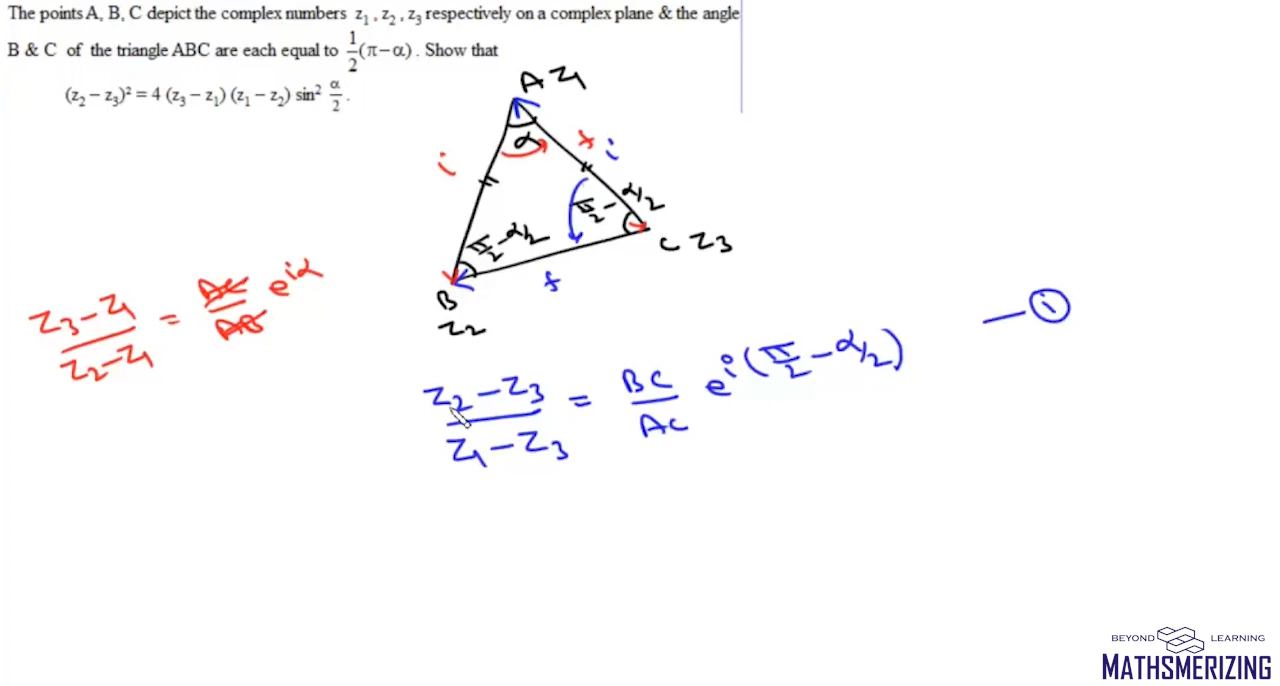 The points A, B, C depict the complex numbers z₁ , z₂ , z₃ respectively on a complex plane & the angle
B & C of the triangle ABC are each equal to 1/2 (π−α) . Show that
(z₂ − z₃)² = 4 (z₃ − z₁) (z₁ − z₂) sin² α/2 .
A z₁
α
i
x i
π/2 − α/2
π/2 − α/2
C z₃
f
B
z₂
(z₃ − z₁)/(z₂ − z₁) = AC/AB e^(iα)
(z₂ − z₃)/(z₁ − z₃) = BC/AC e^(i(π/2 − α/2)) — ①
BEYOND LEARNING
MATHSMERIZING